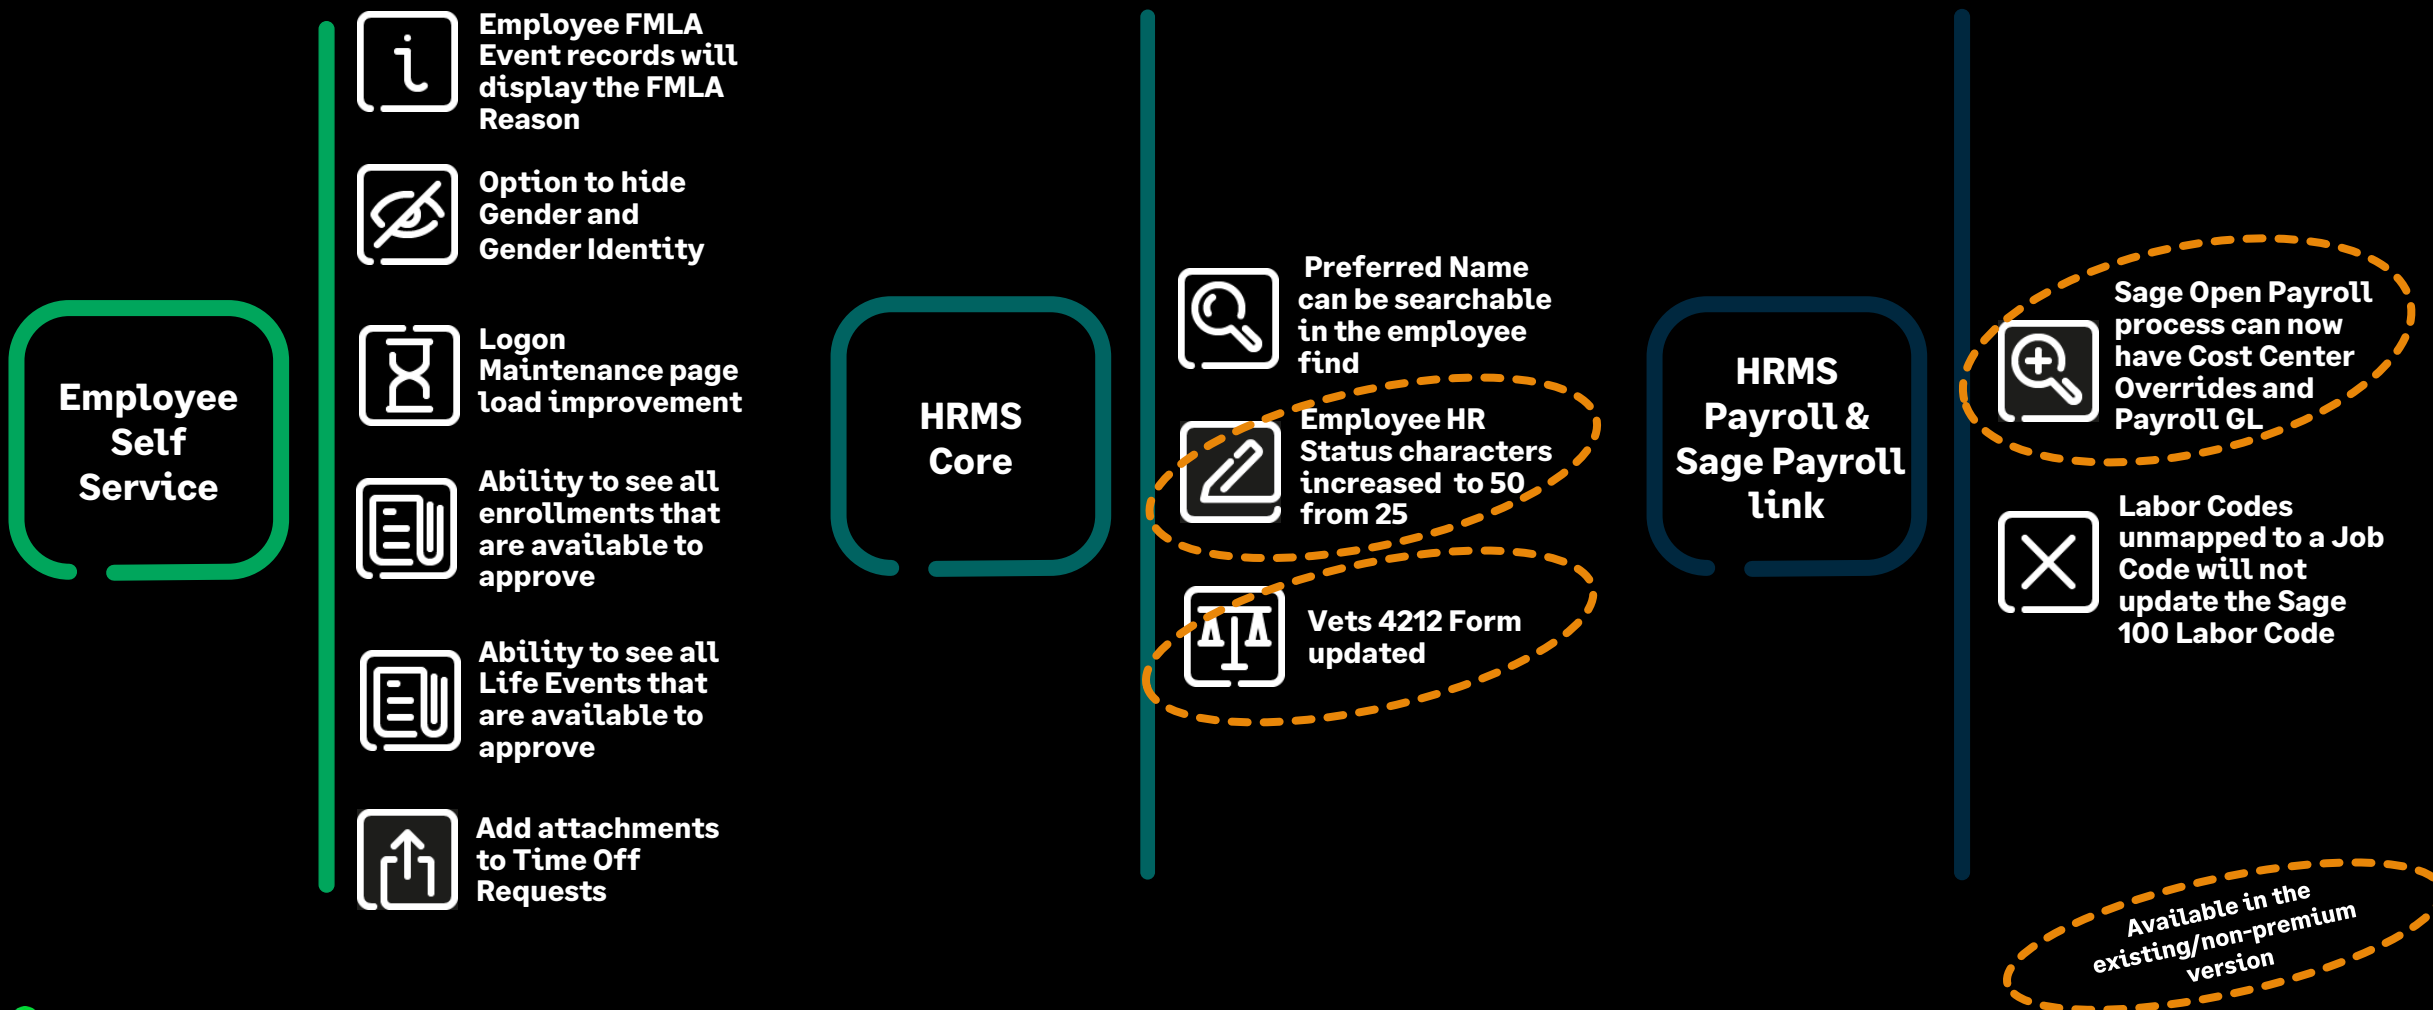 Employee
Self
Service
Employee FMLA
Event records will
display the FMLA
Reason
Option to hide
Gender and
Gender Identity
Logon
Maintenance page
load improvement
Ability to see all
enrollments that
are available to
approve
Ability to see all
Life Events that
are available to
approve
Add attachments
to Time Off
Requests
HRMS
Core
Preferred Name
can be searchable
in the employee
find
Employee HR
Status characters
increased to 50
from 25
Vets 4212 Form
updated
HRMS
Payroll &
Sage Payroll
link
Sage Open Payroll
process can now
have Cost Center
Overrides and
Payroll GL
Labor Codes
unmapped to a Job
Code will not
update the Sage
100 Labor Code
Available in the
existing/non-premium
version